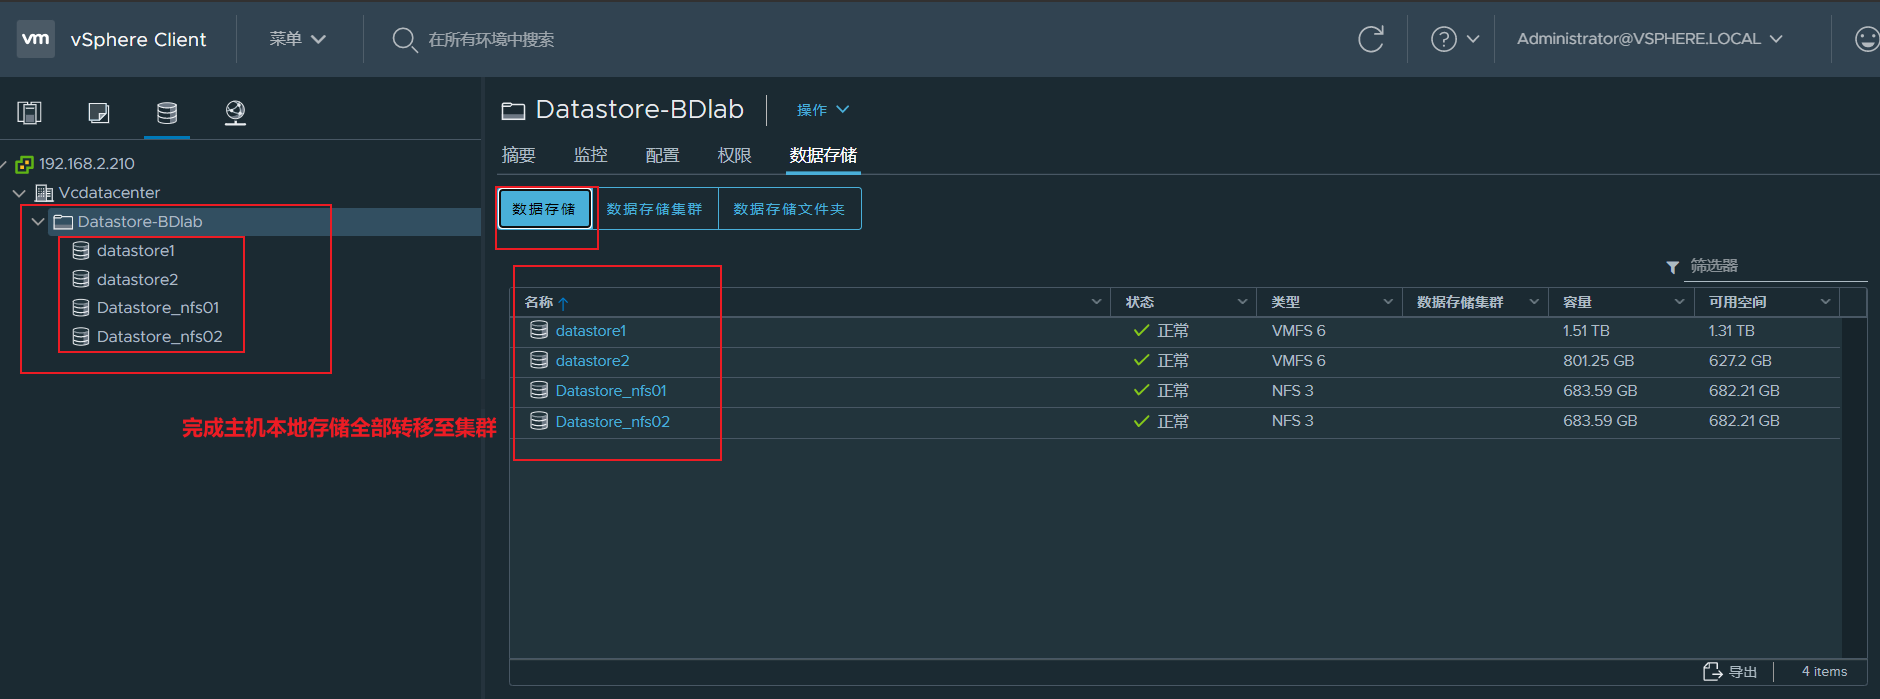 vm vSphere Client 菜单 在所有环境中搜索 Administrator@VSPHERE.LOCAL
192.168.2.210
Vcdatacenter
Datastore-BDlab
datastore1
datastore2
Datastore_nfs01
Datastore_nfs02
完成主机本地存储全部转移至集群
Datastore-BDlab 操作
摘要 监控 配置 权限 数据存储
数据存储 数据存储集群 数据存储文件夹
筛选器
名称 状态 类型 数据存储集群 容量 可用空间
datastore1 正常 VMFS 6 1.51 TB 1.31 TB
datastore2 正常 VMFS 6 801.25 GB 627.2 GB
Datastore_nfs01 正常 NFS 3 683.59 GB 682.21 GB
Datastore_nfs02 正常 NFS 3 683.59 GB 682.21 GB
导出 4 items